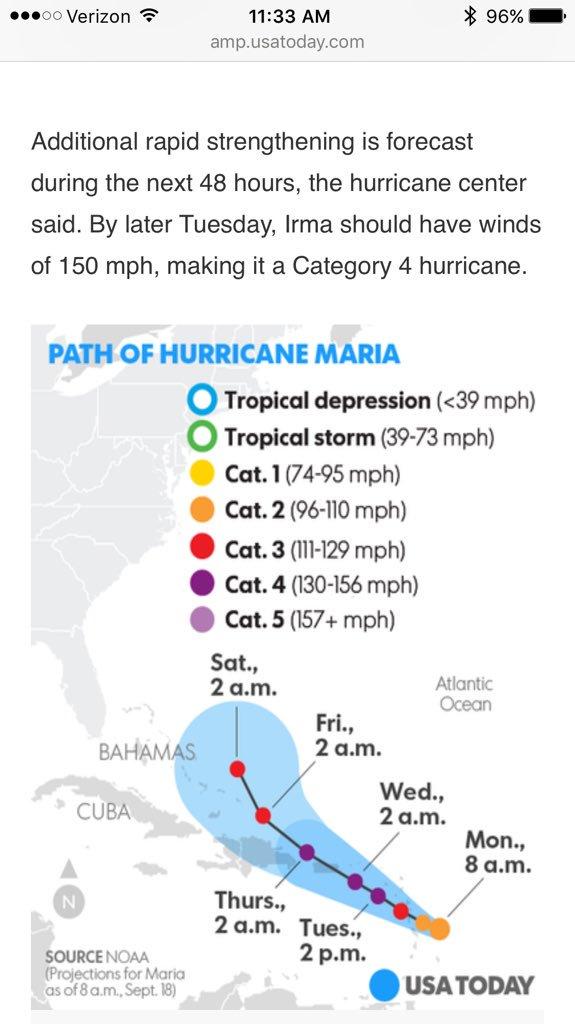 Verizon 11:33 AM 96%
amp.usatoday.com
Additional rapid strengthening is forecast
during the next 48 hours, the hurricane center
said. By later Tuesday, Irma should have winds
of 150 mph, making it a Category 4 hurricane.
PATH OF HURRICANE MARIA
Tropical depression (<39 mph)
Tropical storm (39-73 mph)
Cat. 1 (74-95 mph)
Cat. 2 (96-110 mph)
Cat. 3 (111-129 mph)
Cat. 4 (130-156 mph)
Cat. 5 (157+ mph)
Sat.,
2 a.m.
Atlantic
Ocean
Fri.,
2 a.m.
BAHAMAS
Wed.,
2 a.m.
CUBA
Mon.,
8 a.m.
N
Thurs.,
2 a.m.
Tues.,
2 p.m.
SOURCE NOAA
(Projections for Maria
as of 8 a.m., Sept. 18)
USA TODAY